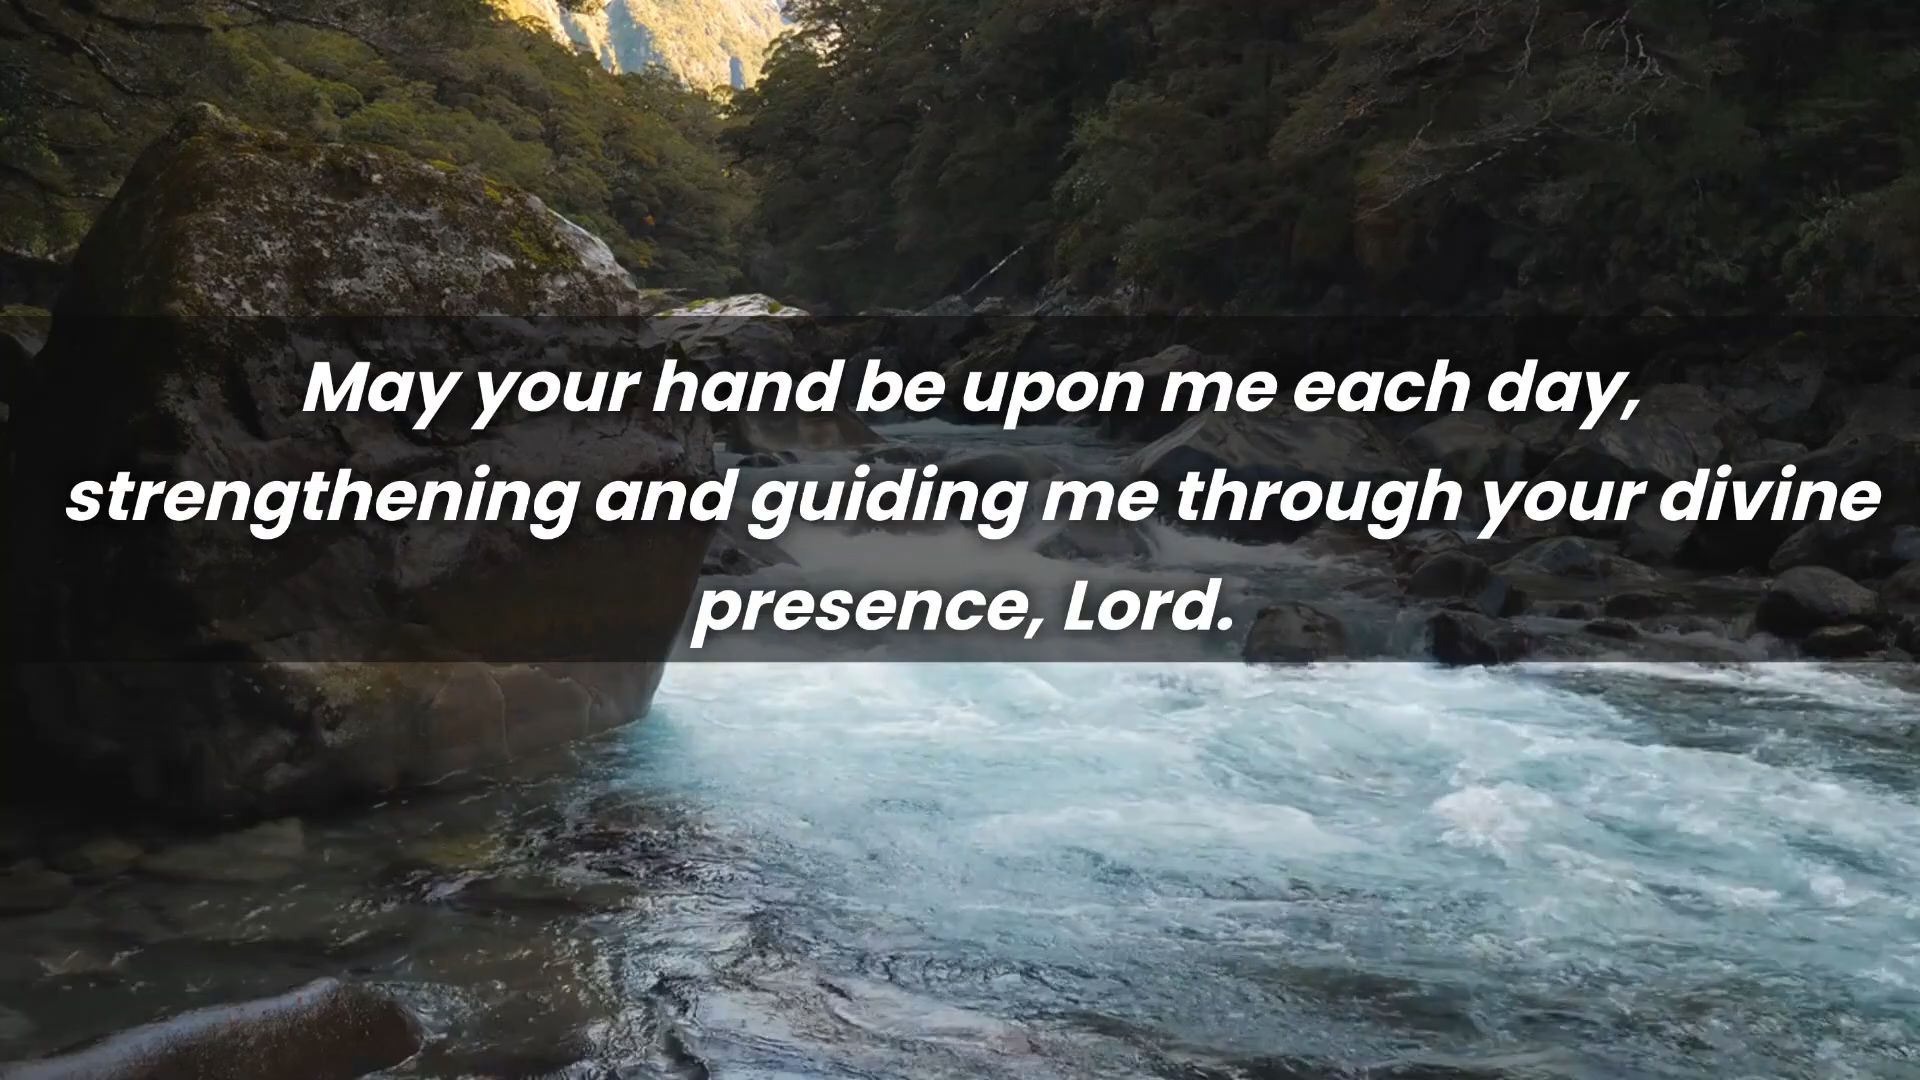 May your hand be upon me each day,
strengthening and guiding me through your divine
presence, Lord.